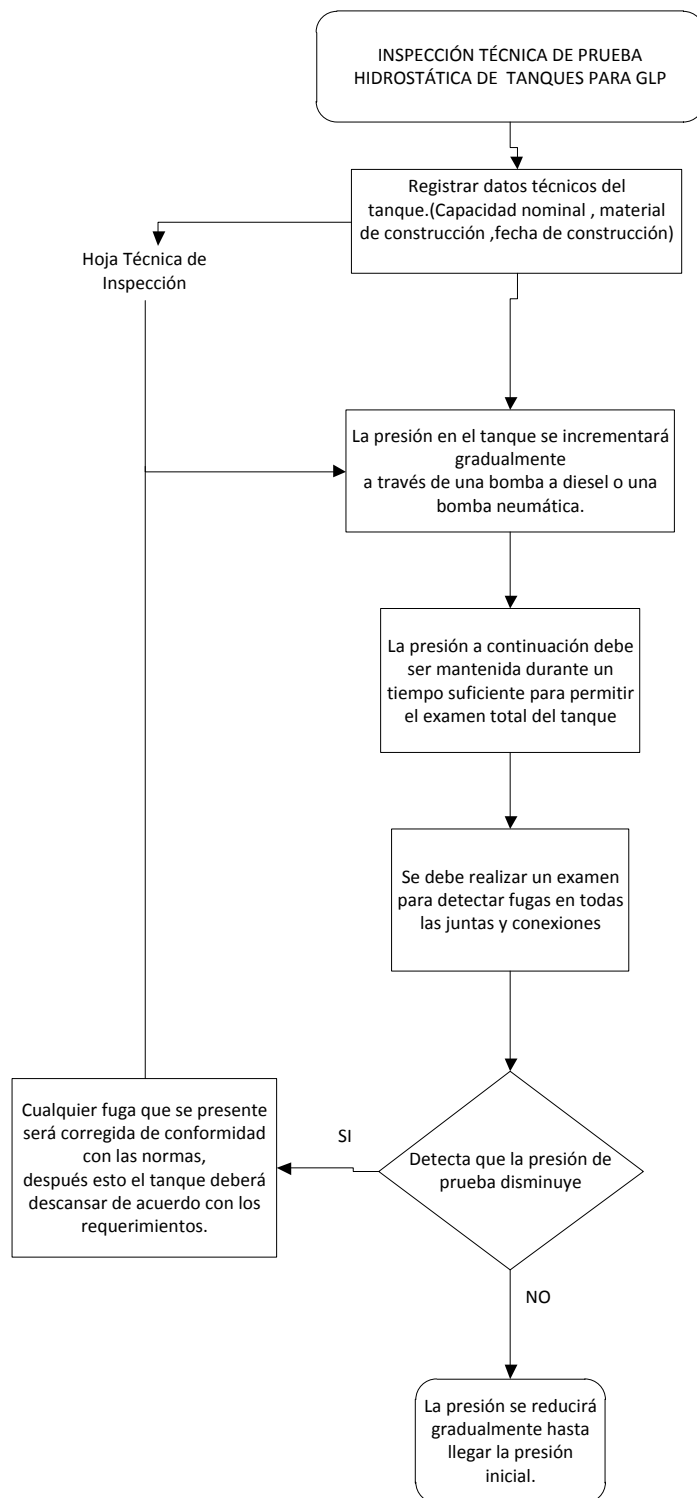 INSPECCIÓN TÉCNICA DE PRUEBA
HIDROSTÁTICA DE TANQUES PARA GLP
Registrar datos técnicos del
tanque.(Capacidad nominal , material
de construcción ,fecha de construcción)
Hoja Técnica de
Inspección
La presión en el tanque se incrementará
gradualmente
a través de una bomba a diesel o una
bomba neumática.
La presión a continuación debe
ser mantenida durante un
tiempo suficiente para permitir
el examen total del tanque
Se debe realizar un examen
para detectar fugas en todas
las juntas y conexiones
Cualquier fuga que se presente
será corregida de conformidad
con las normas,
después esto el tanque deberá
descansar de acuerdo con los
requerimientos.
SI
Detecta que la presión de
prueba disminuye
NO
La presión se reducirá
gradualmente hasta
llegar la presión
inicial.